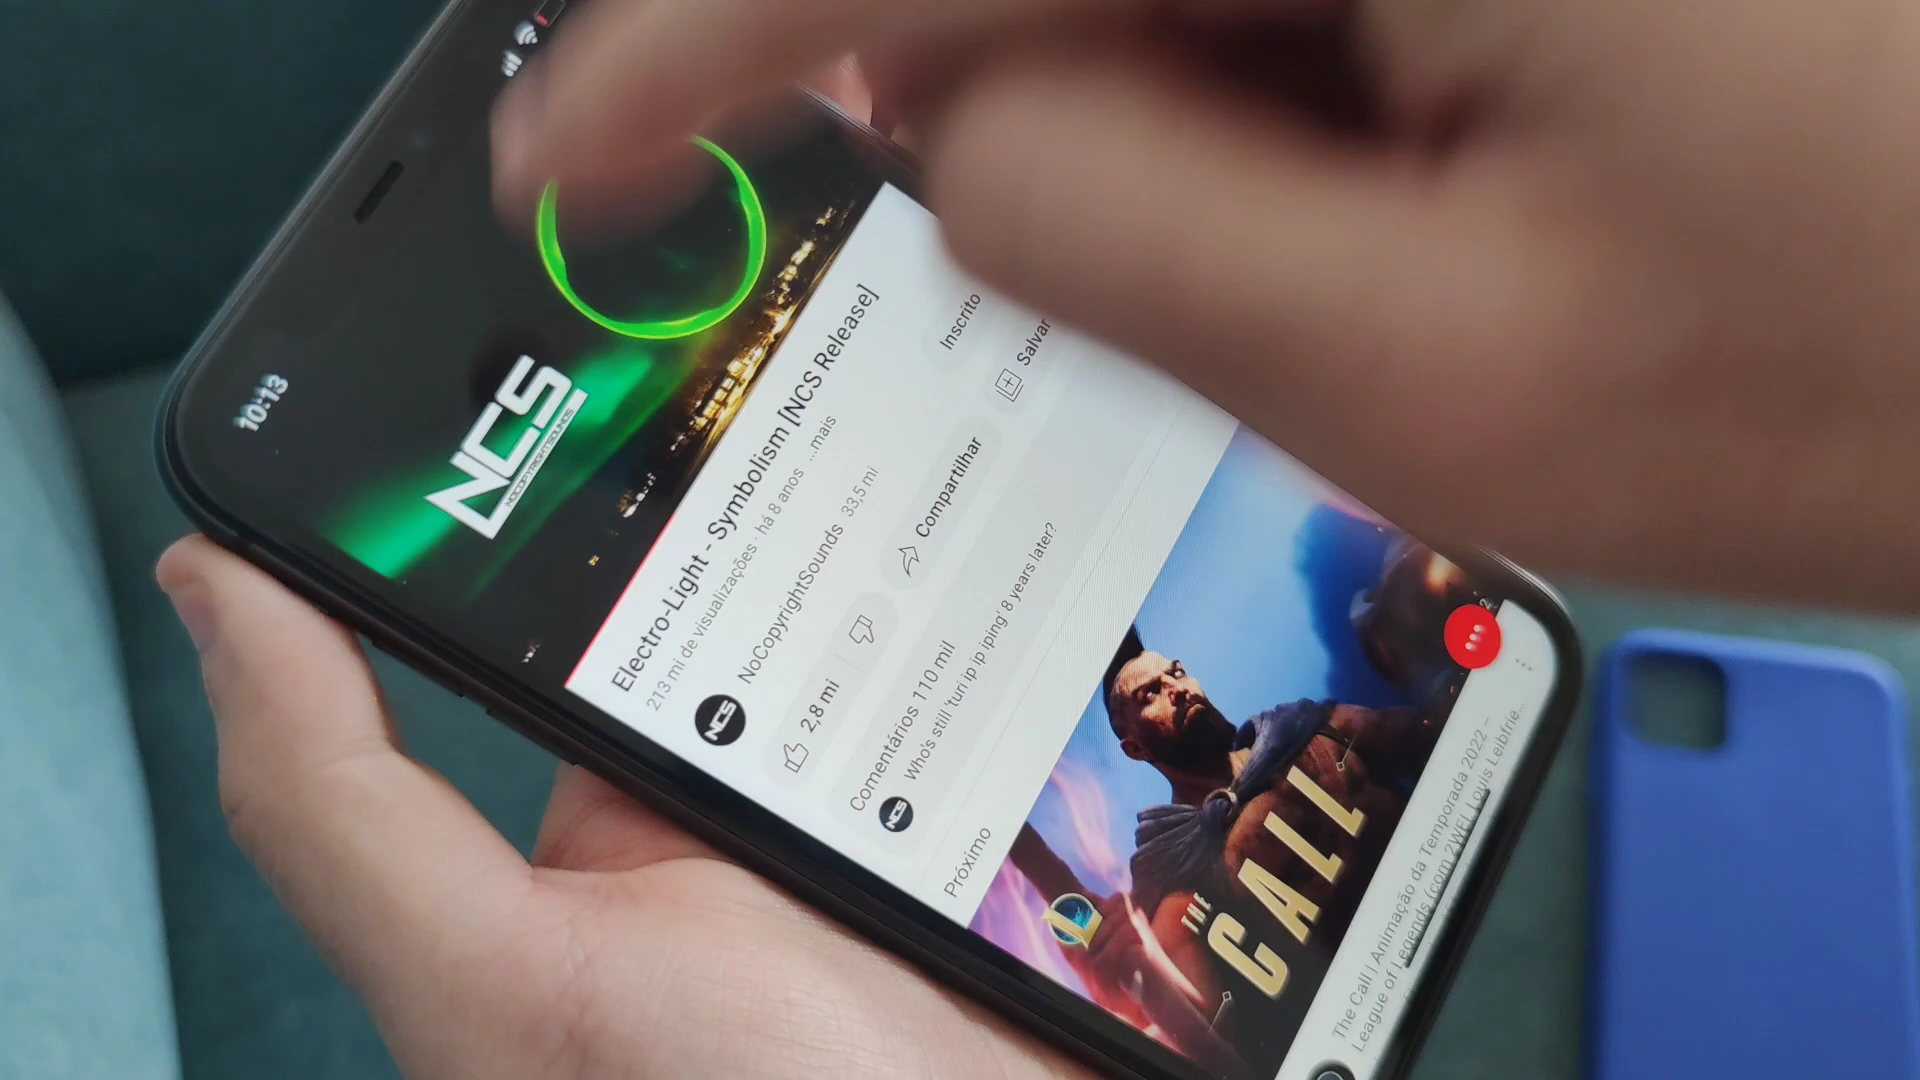 10:13
NCS
NOCOPYRIGHTSOUNDS
Electro-Light - Symbolism [NCS Release]
213 mi de visualizações · há 8 anos ...mais
NCS
NoCopyrightSounds 33,5 mi
Inscrito
2,8 mi
Compartilhar
Salvar
Comentários 110 mil
NCS
Who's still 'turi ip ip iping' 8 years later?
Próximo
THE
CALL
The Call | Animação da Temporada 2022 –
League of Legends (com 2WEI, Louis Leibfrie...